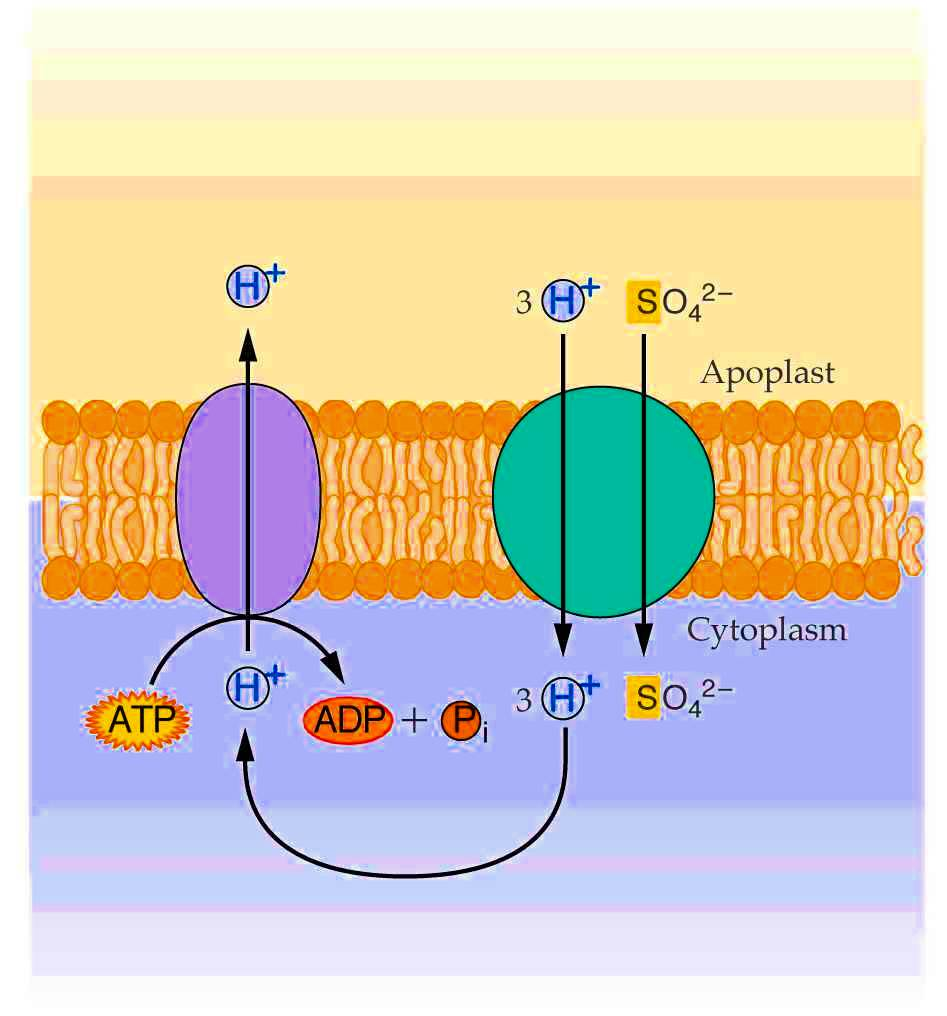 H+
3 H+ SO₄²⁻
Apoplast
Cytoplasm
H+
3 H+ SO₄²⁻
ATP
ADP + Pᵢ